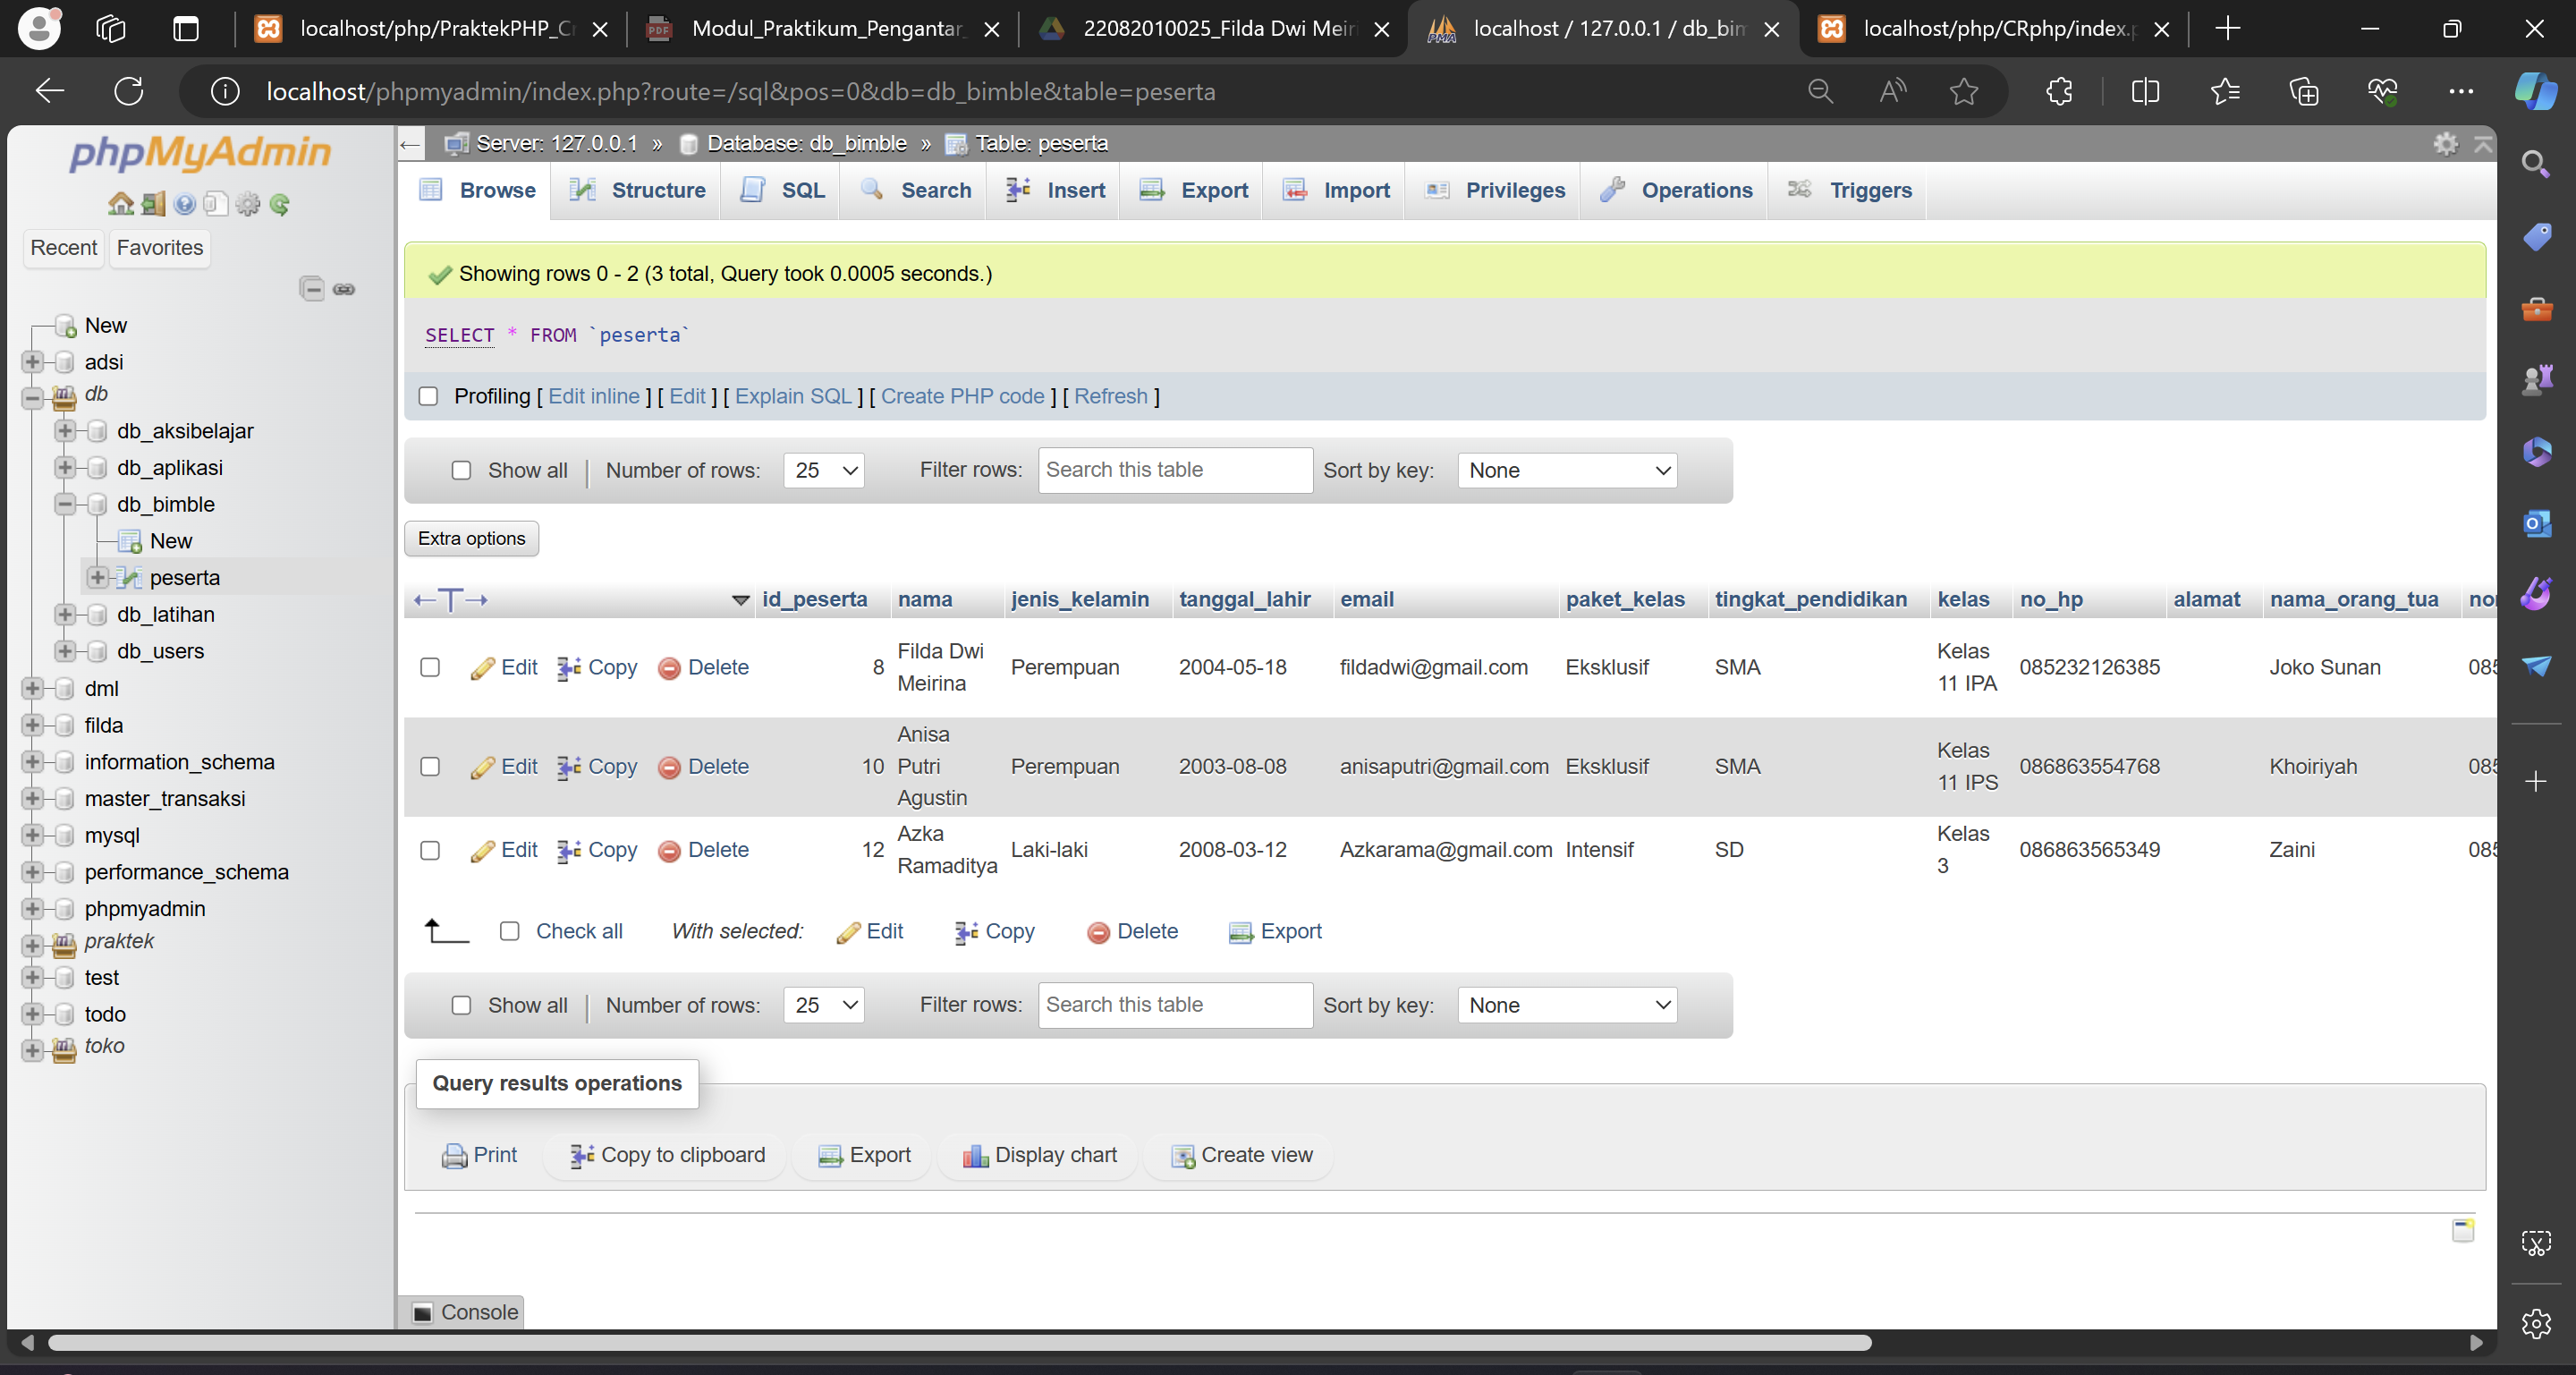 localhost/php/PraktekPHP_Cr
Modul_Praktikum_Pengantar_
22082010025_Filda Dwi Meiri
localhost / 127.0.0.1 / db_bim
localhost/php/CRphp/index.p
localhost/phpmyadmin/index.php?route=/sql&pos=0&db=db_bimble&table=peserta
phpMyAdmin
Recent Favorites
New
adsi
db
db_aksibelajar
db_aplikasi
db_bimble
New
peserta
db_latihan
db_users
dml
filda
information_schema
master_transaksi
mysql
performance_schema
phpmyadmin
praktek
test
todo
toko
Server: 127.0.0.1 » Database: db_bimble » Table: peserta
Browse Structure SQL Search Insert Export Import Privileges Operations Triggers
Showing rows 0 - 2 (3 total, Query took 0.0005 seconds.)
SELECT * FROM `peserta`
Profiling [ Edit inline ] [ Edit ] [ Explain SQL ] [ Create PHP code ] [ Refresh ]
Show all | Number of rows: 25 Filter rows: Search this table Sort by key: None
Extra options
←T→ id_peserta nama jenis_kelamin tanggal_lahir email paket_kelas tingkat_pendidikan kelas no_hp alamat nama_orang_tua
Edit Copy Delete 8 Filda Dwi Meirina Perempuan 2004-05-18 fildadwi@gmail.com Eksklusif SMA Kelas 11 IPA 085232126385 Joko Sunan 085
Edit Copy Delete 10 Anisa Putri Agustin Perempuan 2003-08-08 anisaputri@gmail.com Eksklusif SMA Kelas 11 IPS 086863554768 Khoiriyah 085
Edit Copy Delete 12 Azka Ramaditya Laki-laki 2008-03-12 Azkarama@gmail.com Intensif SD Kelas 3 086863565349 Zaini 085
Check all With selected: Edit Copy Delete Export
Show all | Number of rows: 25 Filter rows: Search this table Sort by key: None
Query results operations
Print Copy to clipboard Export Display chart Create view
Console